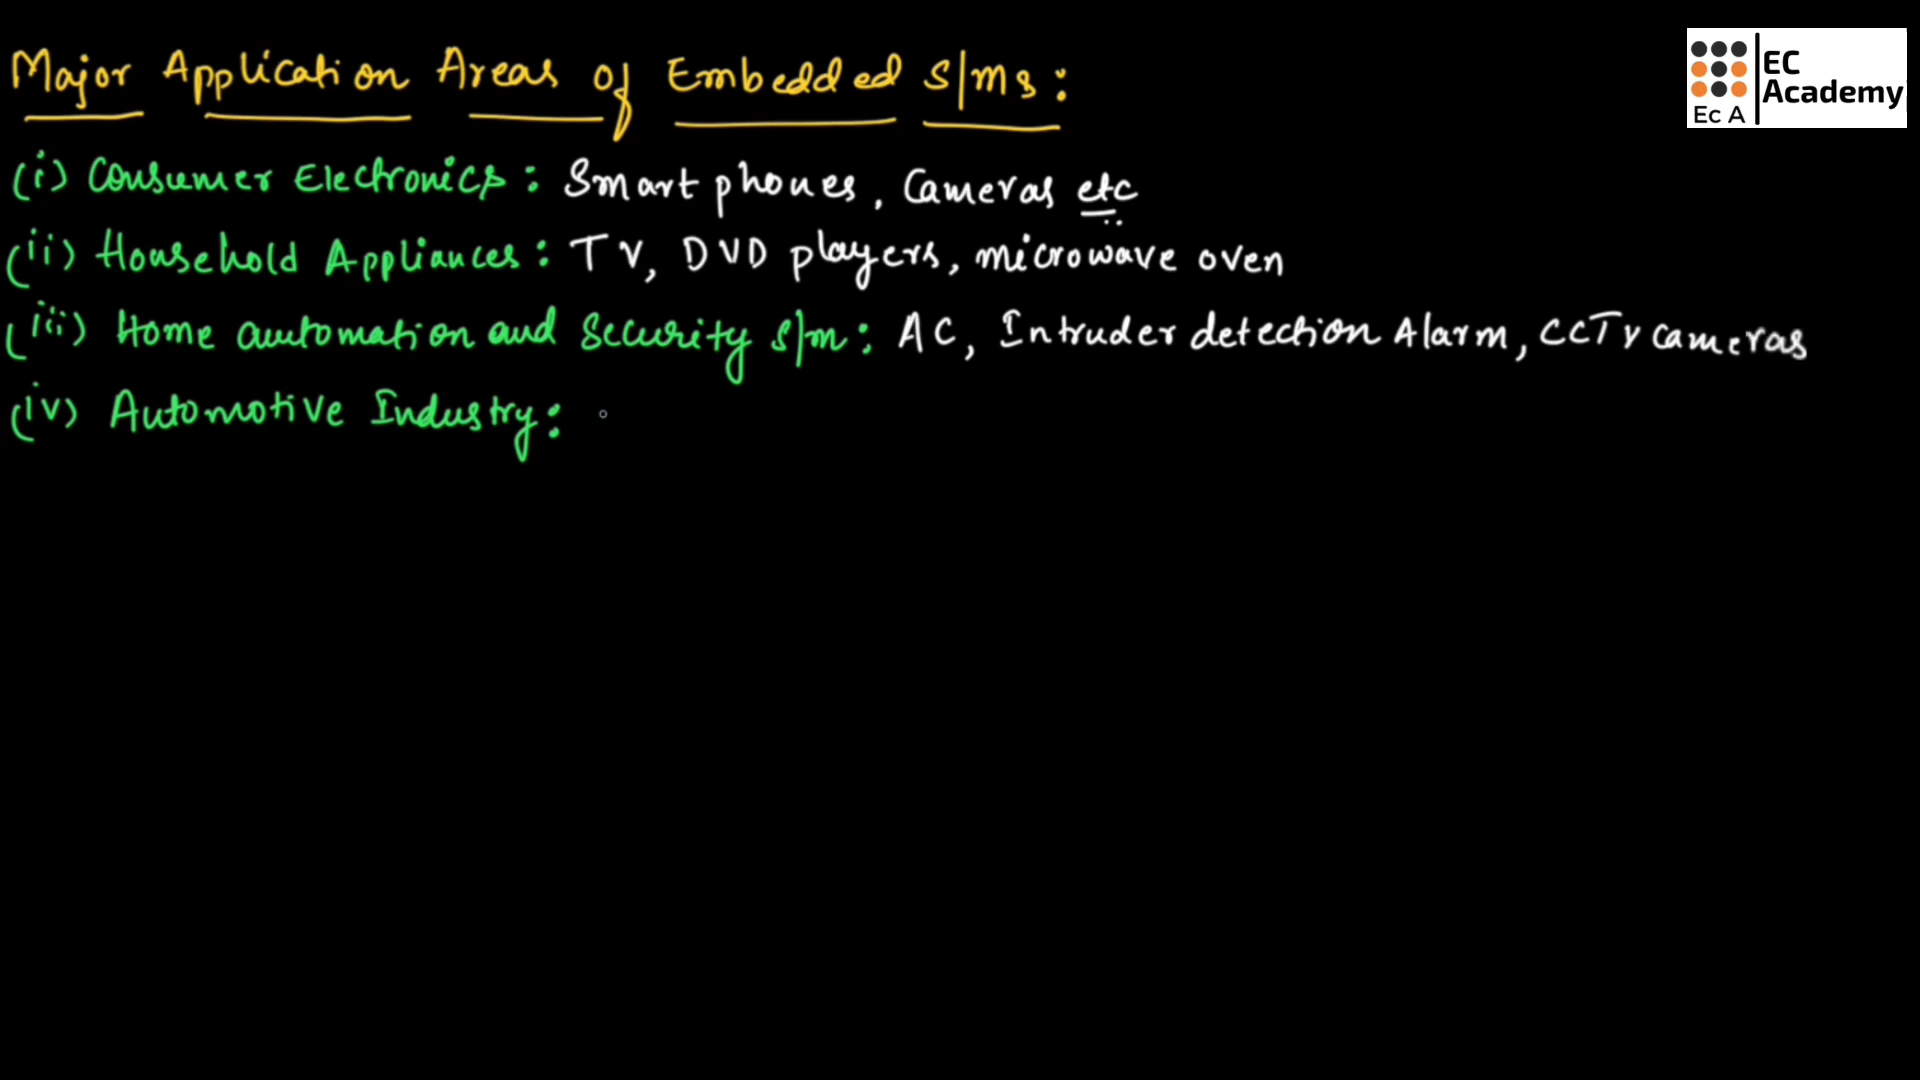 Major Application Areas of Embedded S/ms:
EC
Academy
Ec A
(i) Consumer Electronics: Smart phones, Cameras etc
(ii) Household Appliances: TV, DVD players, microwave oven
(iii) Home automation and Security s/m: AC, Intruder detection Alarm, CCTV cameras
(iv) Automotive Industry: